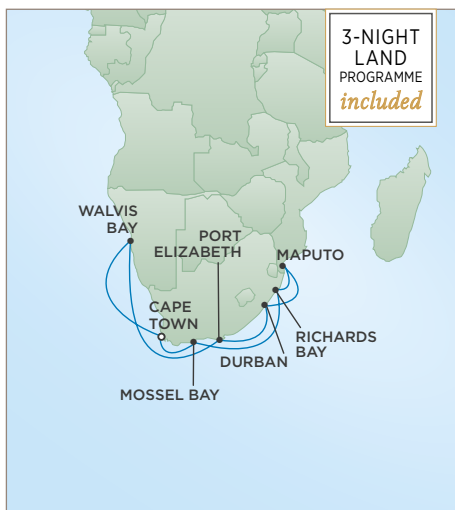 3-NIGHT
LAND
PROGRAMME
included
WALVIS
BAY
PORT
ELIZABETH
MAPUTO
CAPE
TOWN
RICHARDS
BAY
DURBAN
MOSSEL BAY